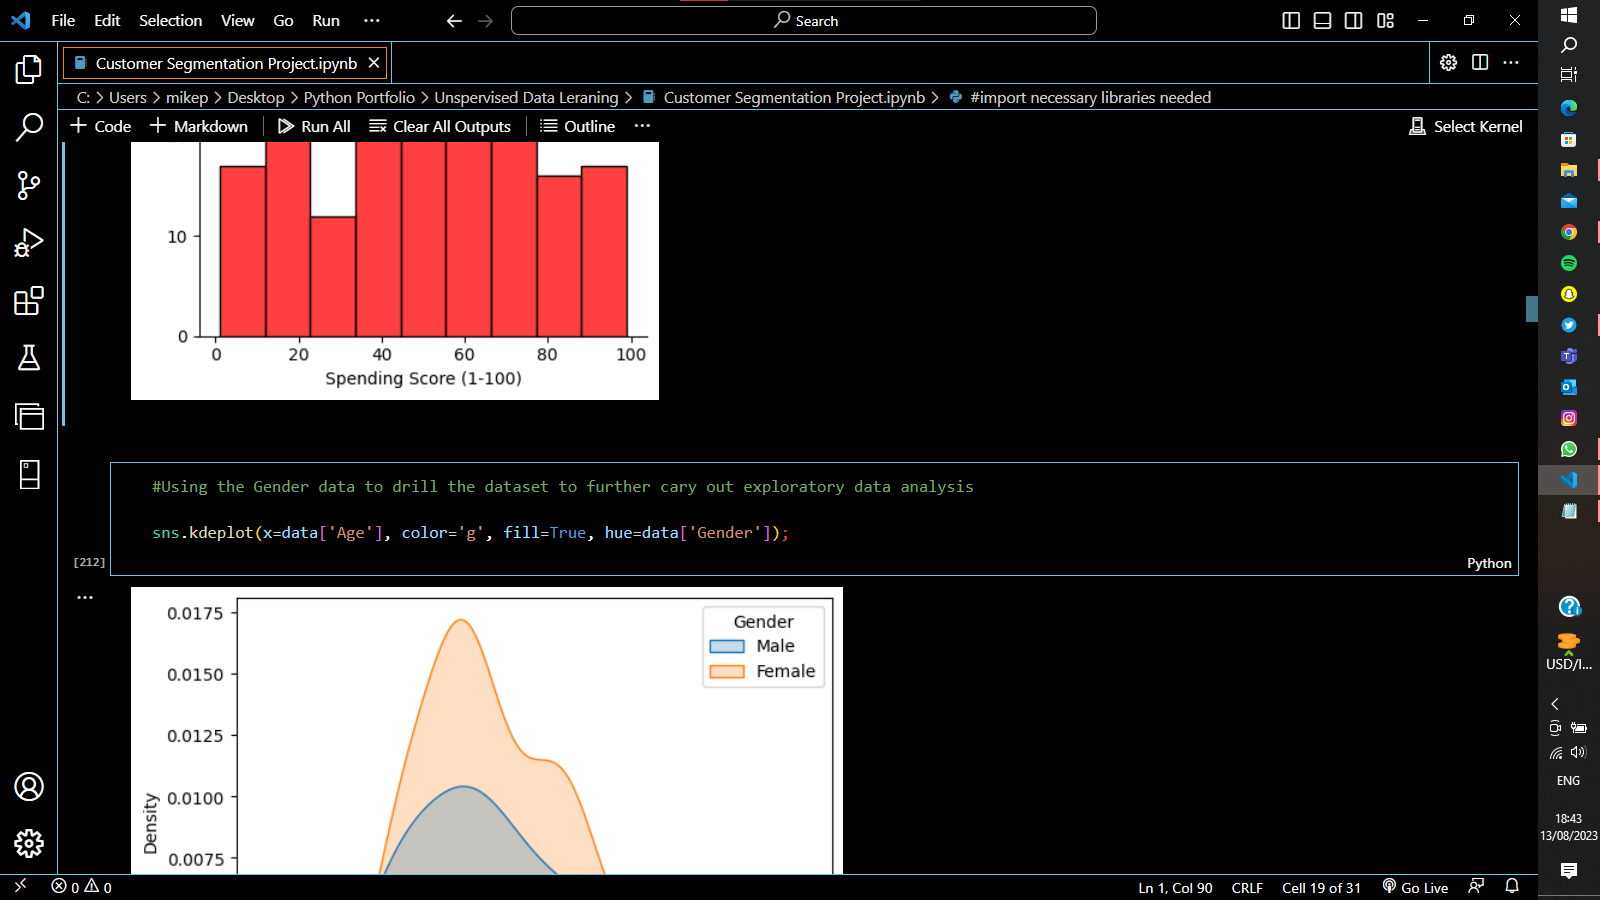 File Edit Selection View Go Run ···
Search
Customer Segmentation Project.ipynb
C: > Users > mikep > Desktop > Python Portfolio > Unspervised Data Leraning > Customer Segmentation Project.ipynb > #import necessary libraries needed
+ Code + Markdown Run All Clear All Outputs Outline ··· Select Kernel
10
0
0 20 40 60 80 100
Spending Score (1-100)
#Using the Gender data to drill the dataset to further cary out exploratory data analysis
sns.kdeplot(x=data['Age'], color='g', fill=True, hue=data['Gender']);
[212]
Python
0.0175
0.0150
0.0125
0.0100
0.0075
Density
Gender
Male
Female
USD/I...
ENG
18:43
13/08/2023
0 0 Ln 1, Col 90 CRLF Cell 19 of 31 Go Live